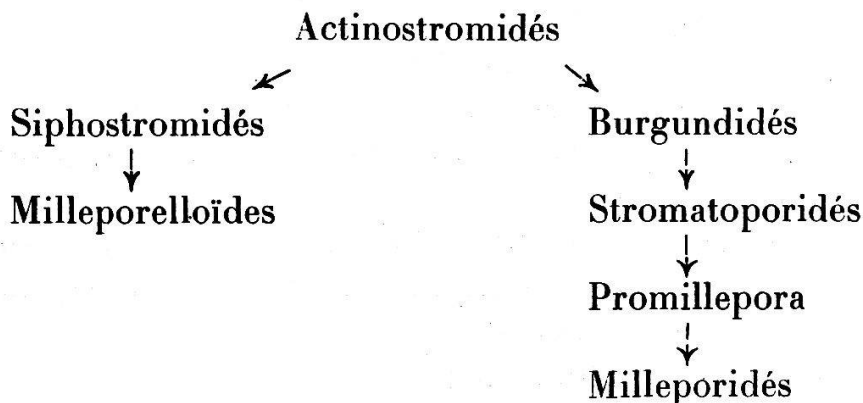 Actinostromidés
Siphostromidés Burgundidés
Milleporelloïdes Stromatoporidés
Promillepora
Milleporidés